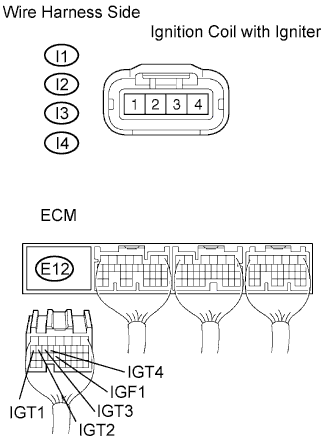 Wire Harness Side
Ignition Coil with Igniter
I1
I2
I3
I4
1 2 3 4
ECM
E12
IGT4
IGF1
IGT1
IGT3
IGT2